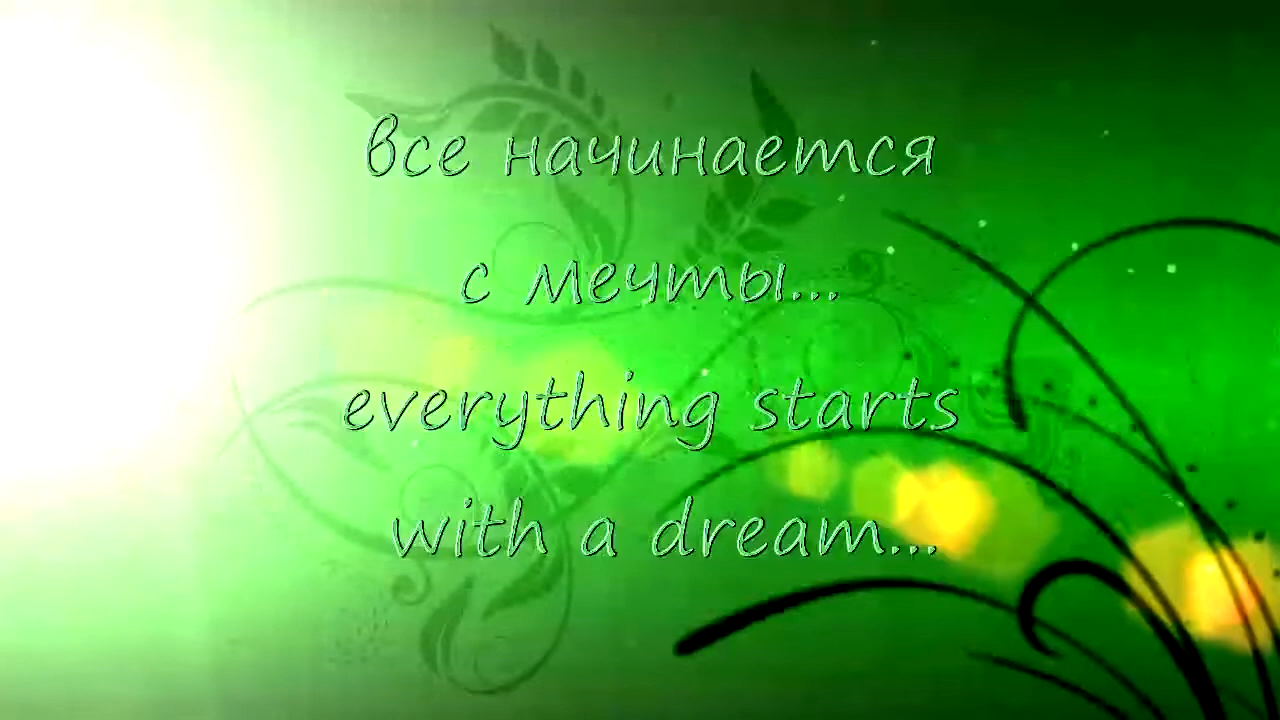 все начинается
с мечты...
everything starts
with a dream...